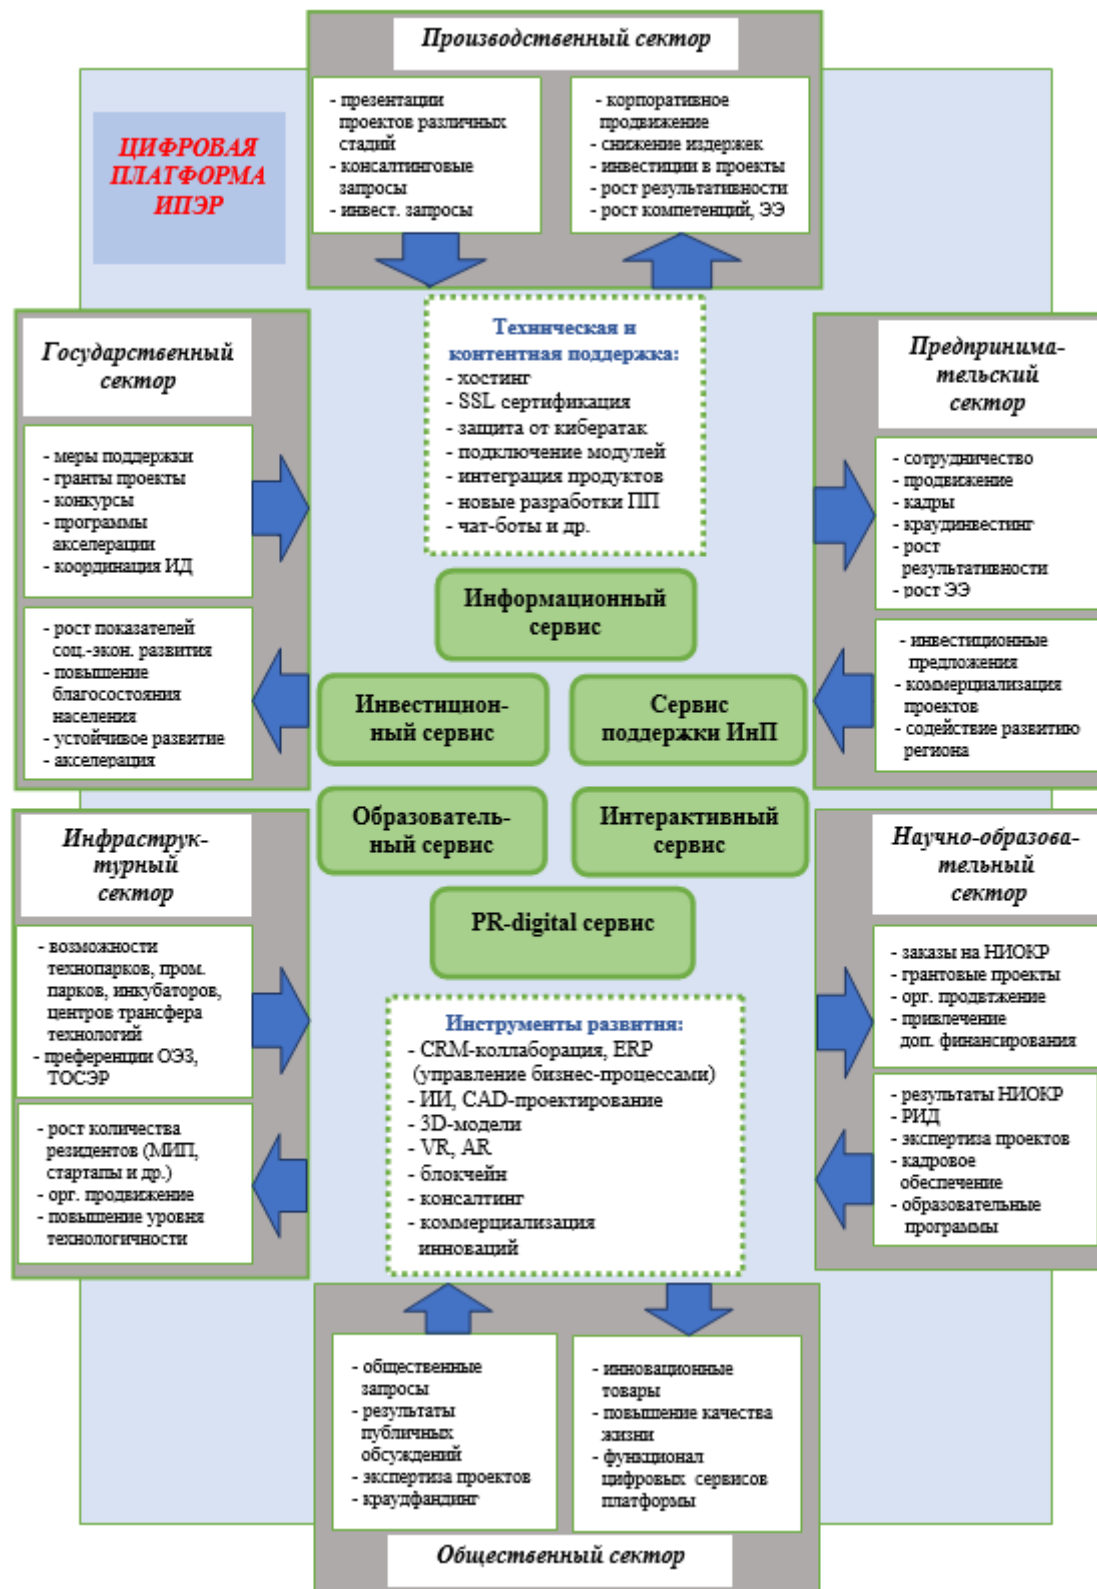 Производственный сектор
- презентации
проектов различных
стадий
- консалтинговые
запросы
- инвест. запросы
- корпоративное
продвижение
- снижение издержек
- инвестиции в проекты
- рост результативности
- рост компетенций, ЭЭ
ЦИФРОВАЯ
ПЛАТФОРМА
ИПЭР
Государственный
сектор
- меры поддержки
- гранты проекты
- конкурсы
- программы
акселерации
- координация ИД
- рост показателей
соц.-экон. развития
- повышение
благосостояния
населения
- устойчивое развитие
- акселерация
Техническая и
контентная поддержка:
- хостинг
- SSL сертификация
- защита от кибератак
- подключение модулей
- интеграция продуктов
- новые разработки ПП
- чат-боты и др.
Предпринима-
тельский
сектор
- сотрудничество
- продвижение
- кадры
- краудинвестинг
- рост
результативности
- рост ЭЭ
- инвестиционные
предложения
- коммерциализация
проектов
- содействие развитию
региона
Информационный
сервис
Инвестицион-
ный сервис
Сервис
поддержки ИнП
Образователь-
ный сервис
Интерактивный
сервис
PR-digital сервис
Инфраструк-
турный
сектор
- возможности
технопарков, пром.
парков, инкубаторов,
центров трансфера
технологий
- преференции ОЭЗ,
ТОСЭР
- рост количества
резидентов (МИП,
стартапы и др.)
- орг. продвижение
- повышение уровня
технологичности
Научно-образова-
тельный
сектор
- заказы на НИОКР
- грантовые проекты
- орг. продвтжение
- привлечение
доп. финансирования
- результаты НИОКР
- РИД
- экспертиза проектов
- кадровое
обеспечение
- образовательные
программы
Инструменты развития:
- CRM-коллаборация, ERP
(управление бизнес-процессами)
- ИИ, CAD-проектирование
- 3D-модели
- VR, AR
- блокчейн
- консалтинг
- коммерциализация
инноваций
- общественные
запросы
- результаты
публичных
обсуждений
- экспертиза проектов
- краудфандинг
- инновационные
товары
- повышение качества
жизни
- функционал
цифровых сервисов
платформы
Общественный сектор